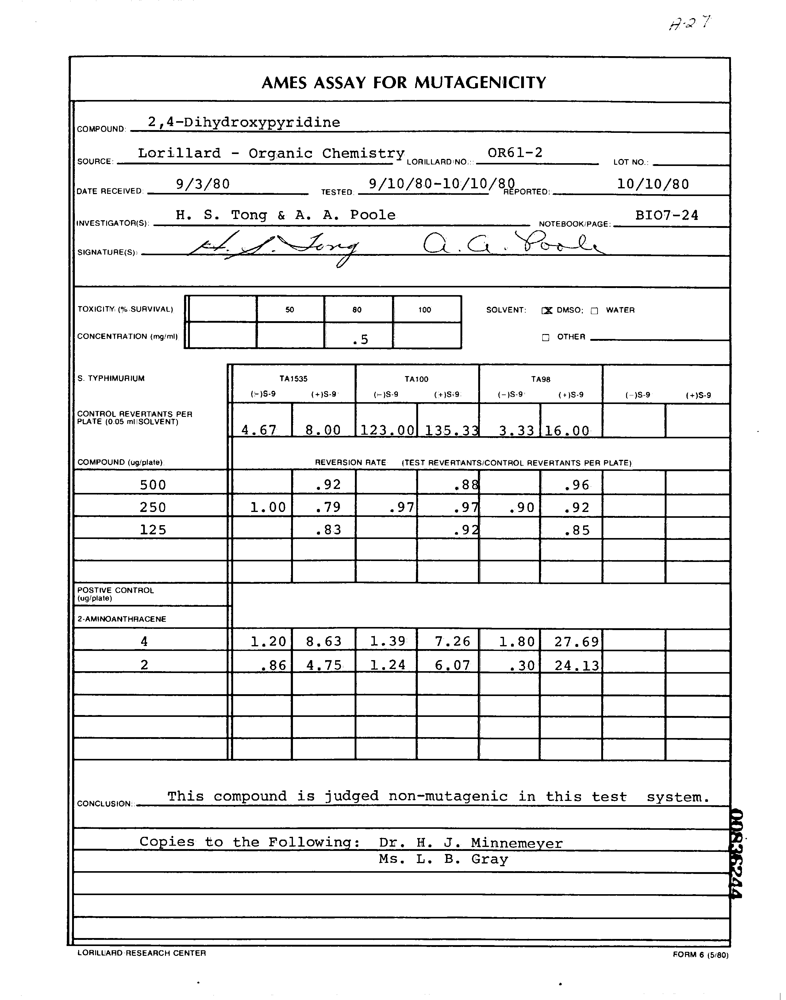 A-27
AMES ASSAY FOR MUTAGENICITY
COMPOUND: 2,4-Dihydroxypyridine
SOURCE: Lorillard - Organic Chemistry LORILLARD NO.: OR61-2 LOT NO.:
DATE RECEIVED: 9/3/80 TESTED: 9/10/80-10/10/80 REPORTED: 10/10/80
INVESTIGATOR(S): H. S. Tong & A. A. Poole NOTEBOOK/PAGE: BIO7-24
SIGNATURE(S): H. S. Tong A. A. Poole
TOXICITY (% SURVIVAL) 50 80 100 SOLVENT: ☒ DMSO; ☐ WATER
CONCENTRATION (mg/ml) .5 ☐ OTHER
S. TYPHIMURIUM TA1535 TA100 TA98
(-)S-9 (+)S-9 (-)S-9 (+)S-9 (-)S-9 (+)S-9 (-)S-9 (+)S-9
CONTROL REVERTANTS PER
PLATE (0.05 ml SOLVENT) 4.67 8.00 123.00 135.33 3.33 16.00
COMPOUND (ug/plate) REVERSION RATE (TEST REVERTANTS/CONTROL REVERTANTS PER PLATE)
500 .92 .88 .96
250 1.00 .79 .97 .97 .90 .92
125 .83 .92 .85
POSTIVE CONTROL
(ug/plate)
2-AMINOANTHRACENE
4 1.20 8.63 1.39 7.26 1.80 27.69
2 .86 4.75 1.24 6.07 .30 24.13
CONCLUSION: This compound is judged non-mutagenic in this test system.
Copies to the Following: Dr. H. J. Minnemeyer
Ms. L. B. Gray
00836244
LORILLARD RESEARCH CENTER FORM 6 (5/80)